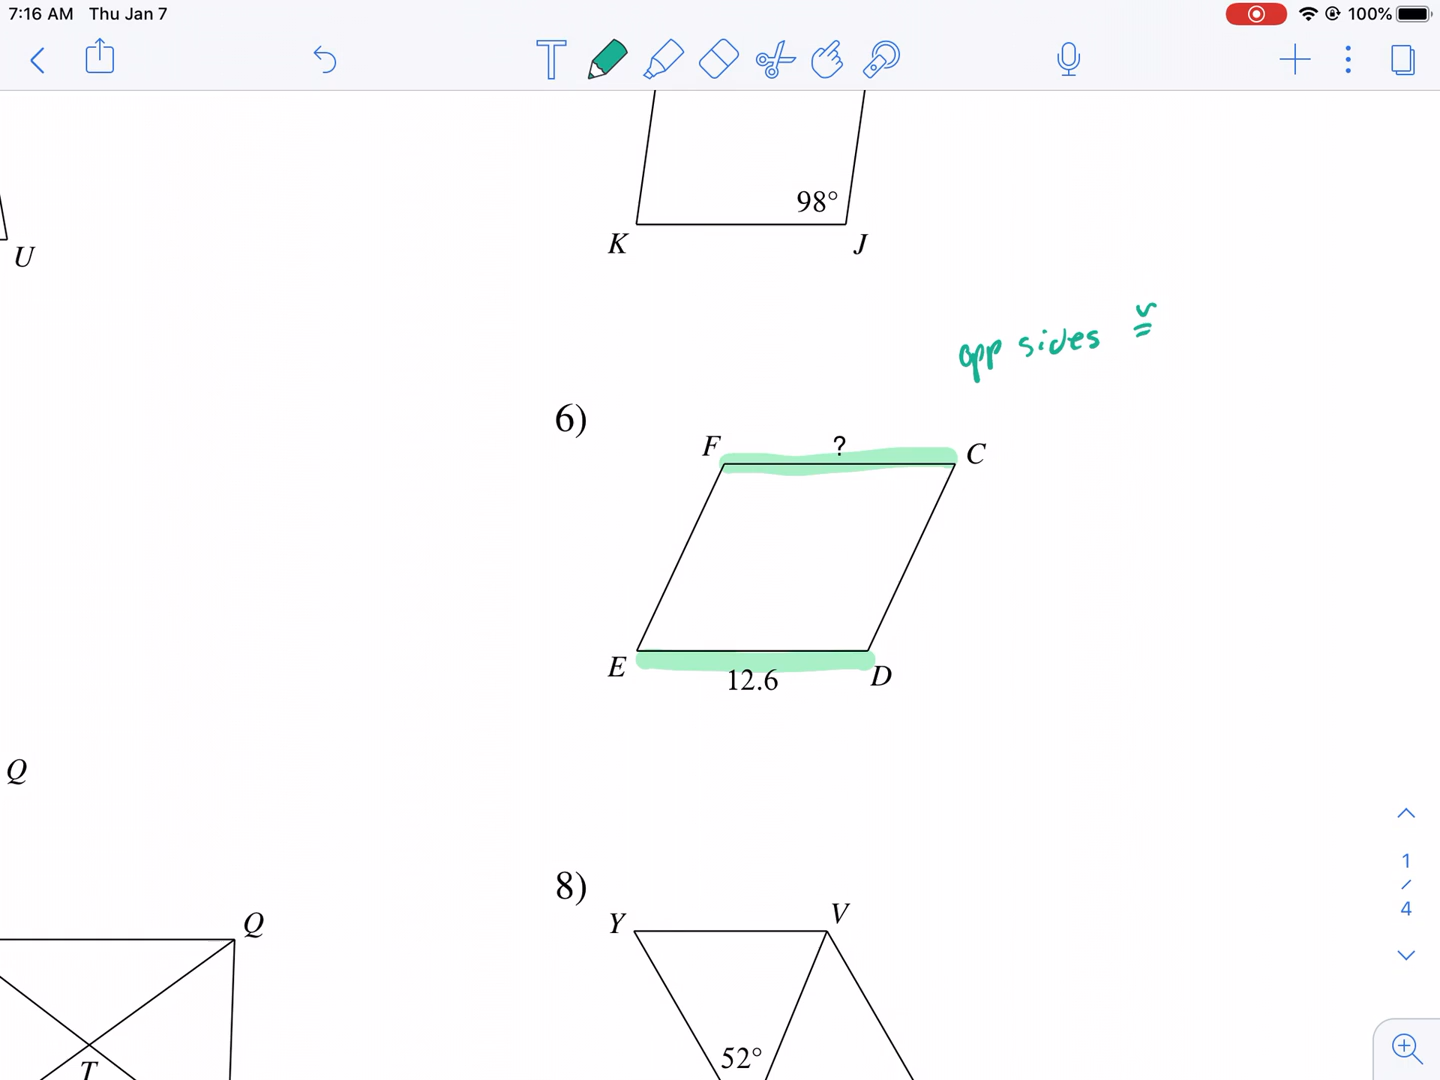 7:16 AM Thu Jan 7
100%
T
98°
K
J
U
opp sides ≅
6)
F
?
C
E
12.6
D
Q
1
/
4
8)
Y
V
Q
52°
T